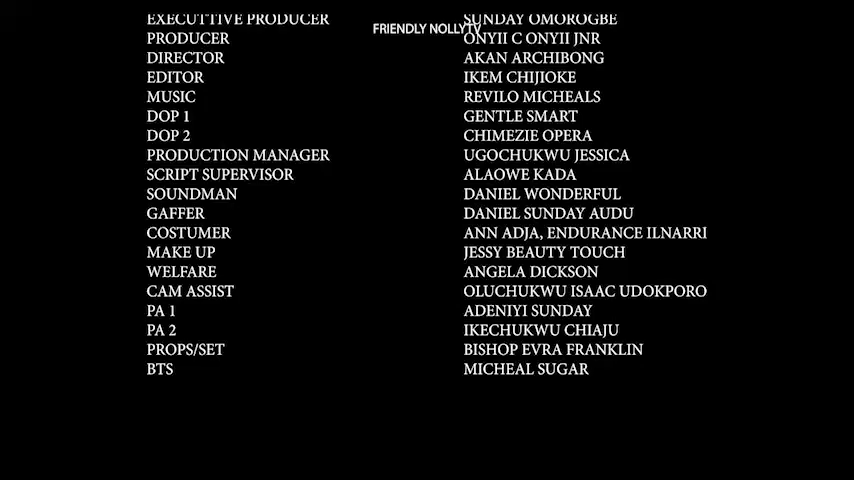 EXECUTTIVE PRODUCER SUNDAY OMOROGBE
FRIENDLY NOLLYTV
PRODUCER ONYII C ONYII JNR
DIRECTOR AKAN ARCHIBONG
EDITOR IKEM CHIJIOKE
MUSIC REVILO MICHEALS
DOP 1 GENTLE SMART
DOP 2 CHIMEZIE OPERA
PRODUCTION MANAGER UGOCHUKWU JESSICA
SCRIPT SUPERVISOR ALAOWE KADA
SOUNDMAN DANIEL WONDERFUL
GAFFER DANIEL SUNDAY AUDU
COSTUMER ANN ADJA, ENDURANCE ILNARRI
MAKE UP JESSY BEAUTY TOUCH
WELFARE ANGELA DICKSON
CAM ASSIST OLUCHUKWU ISAAC UDOKPORO
PA 1 ADENIYI SUNDAY
PA 2 IKECHUKWU CHIAJU
PROPS/SET BISHOP EVRA FRANKLIN
BTS MICHEAL SUGAR